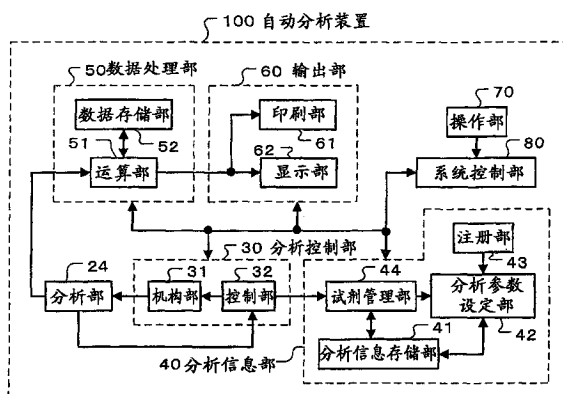 100 自动分析装置
50 数据处理部
60 输出部
数据存储部
51
52
运算部
印刷部
61
62
显示部
70
操作部
80
系统控制部
30 分析控制部
24
分析部
31
机构部
32
控制部
44
试剂管理部
注册部
43
分析参数
设定部
42
41
分析信息存储部
40 分析信息部